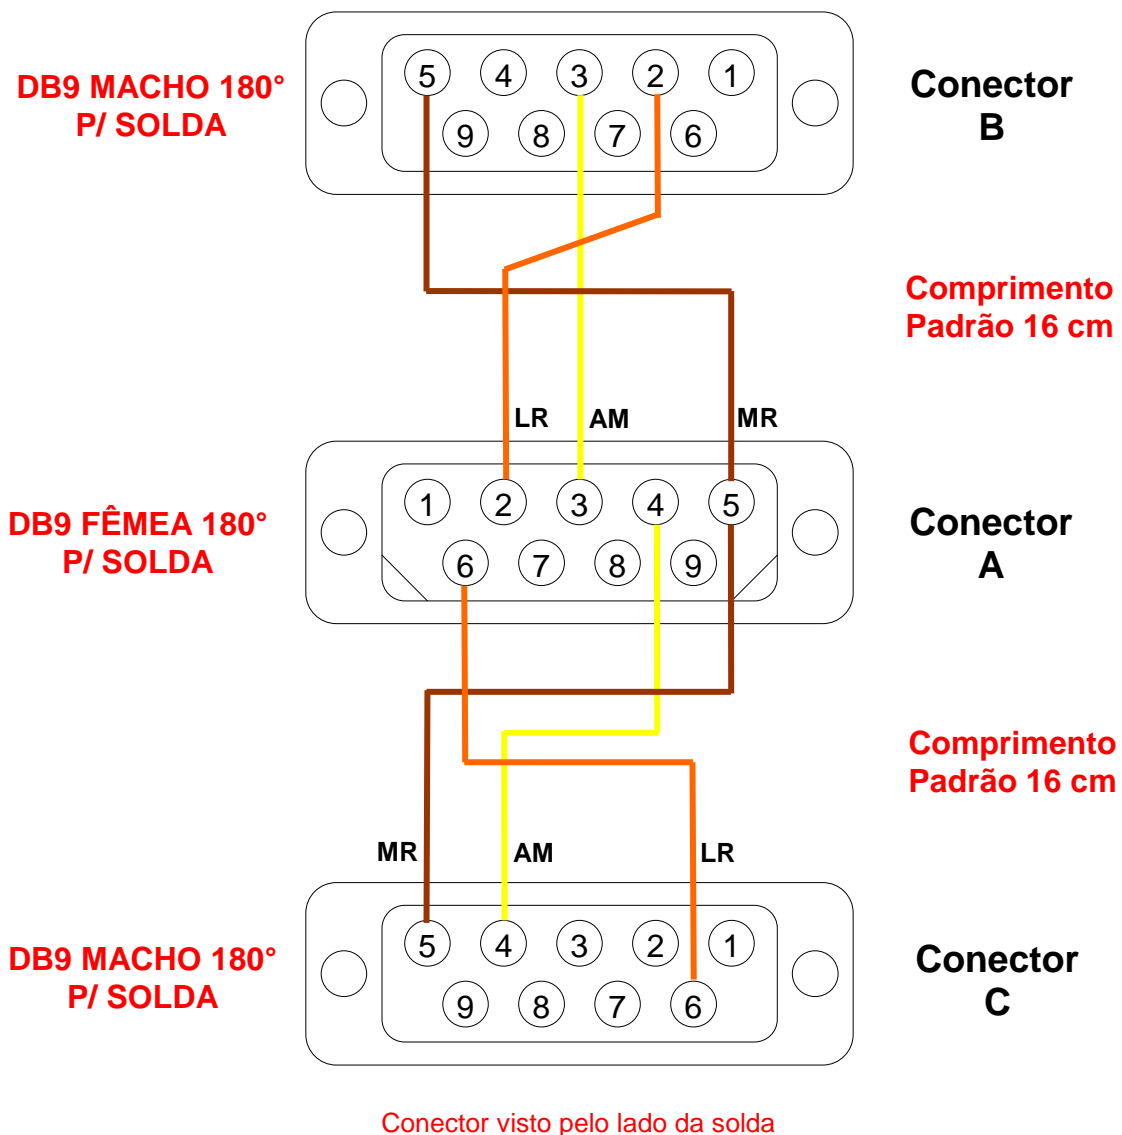 DB9 MACHO 180°
P/ SOLDA
5 4 3 2 1
9 8 7 6
Conector
B
Comprimento
Padrão 16 cm
LR AM MR
DB9 FÊMEA 180°
P/ SOLDA
1 2 3 4 5
6 7 8 9
Conector
A
Comprimento
Padrão 16 cm
MR AM LR
DB9 MACHO 180°
P/ SOLDA
5 4 3 2 1
9 8 7 6
Conector
C
Conector visto pelo lado da solda